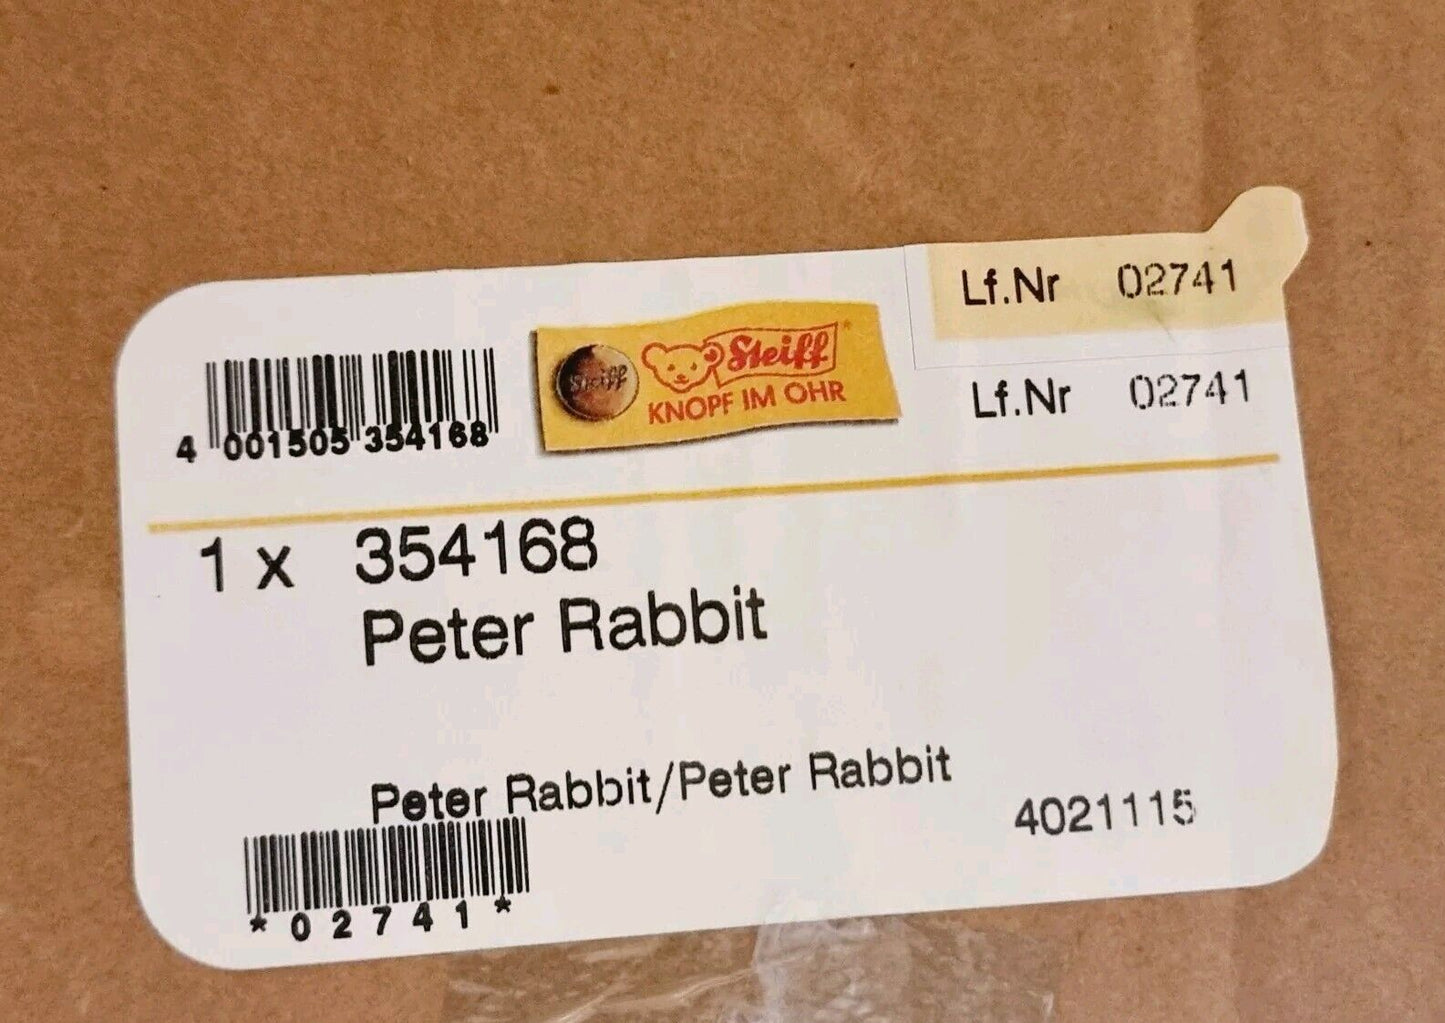 Lf.Nr 02741
Steiff
Steiff
KNOPF IM OHR
Lf.Nr 02741
4 001505 354168
1 x 354168
Peter Rabbit
Peter Rabbit/Peter Rabbit
4021115
*02741*